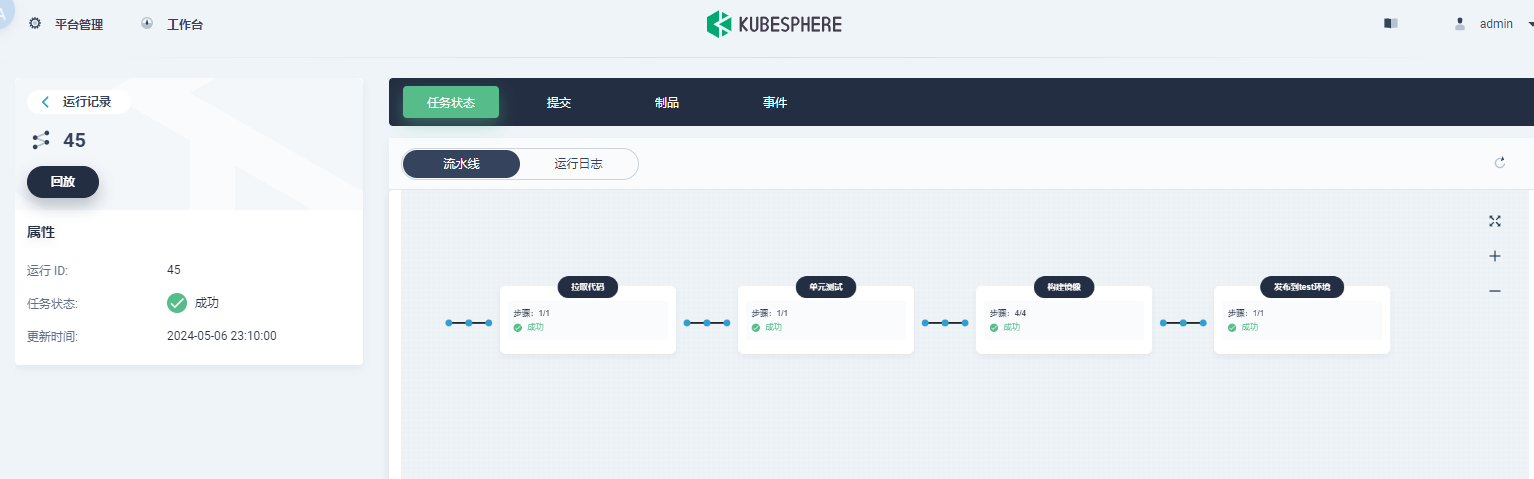 平台管理 工作台 KUBESPHERE admin
运行记录
45
回放
属性
运行 ID: 45
任务状态: 成功
更新时间: 2024-05-06 23:10:00
任务状态 提交 制品 事件
流水线 运行日志
拉取代码 单元测试 构建镜像 发布到test环境
步骤: 1/1 步骤: 1/1 步骤: 4/4 步骤: 1/1
成功 成功 成功 成功